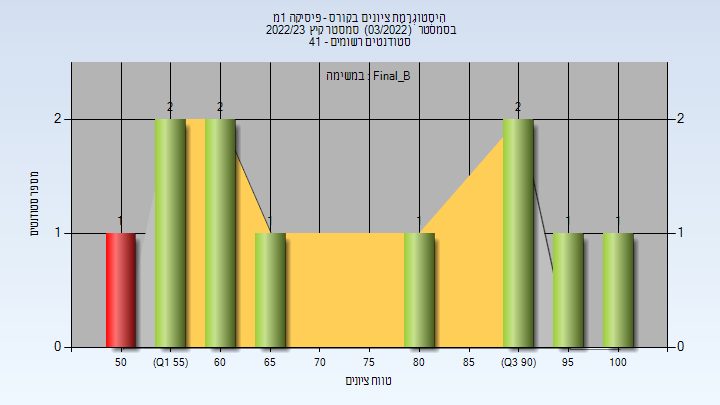 היסטוגרמת ציונים בקורס - פיסיקה 1מ
בסמסטר (03/2022) סמסטר קיץ 2022/23
סטודנטים רשומים - 41
במשימה : Final_B
מספר סטודנטים
2 2
1 1
0 0
1 2 2 1 1 2 1 1
50 (Q1 55) 60 65 70 75 80 85 (Q3 90) 95 100
טווח ציונים